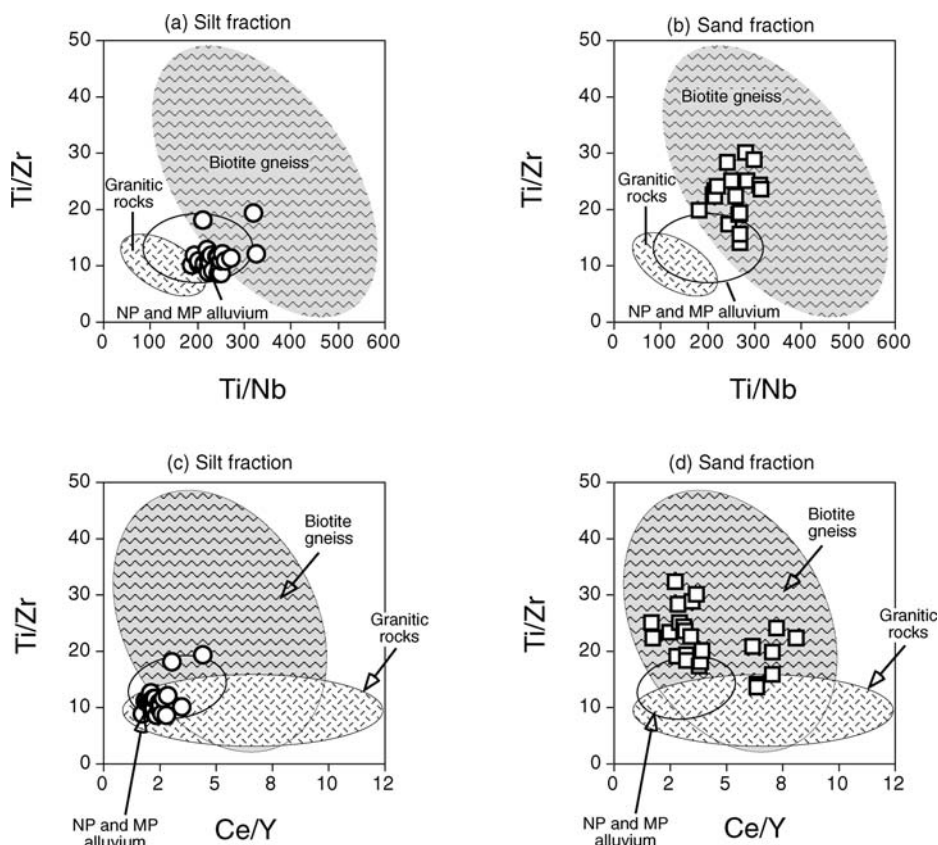 (a) Silt fraction
50
40
30
20
10
0
Ti/Zr
Biotite gneiss
Granitic
rocks
NP and MP alluvium
0 100 200 300 400 500 600
Ti/Nb
(b) Sand fraction
50
40
30
20
10
0
Ti/Zr
Biotite gneiss
Granitic
rocks
NP and MP alluvium
0 100 200 300 400 500 600
Ti/Nb
(c) Silt fraction
50
40
30
20
10
0
Ti/Zr
Biotite
gneiss
Granitic
rocks
0 2 4 6 8 10 12
NP and MP
alluvium
Ce/Y
(d) Sand fraction
50
40
30
20
10
0
Ti/Zr
Biotite
gneiss
Granitic
rocks
0 2 4 6 8 10 12
NP and MP
alluvium
Ce/Y